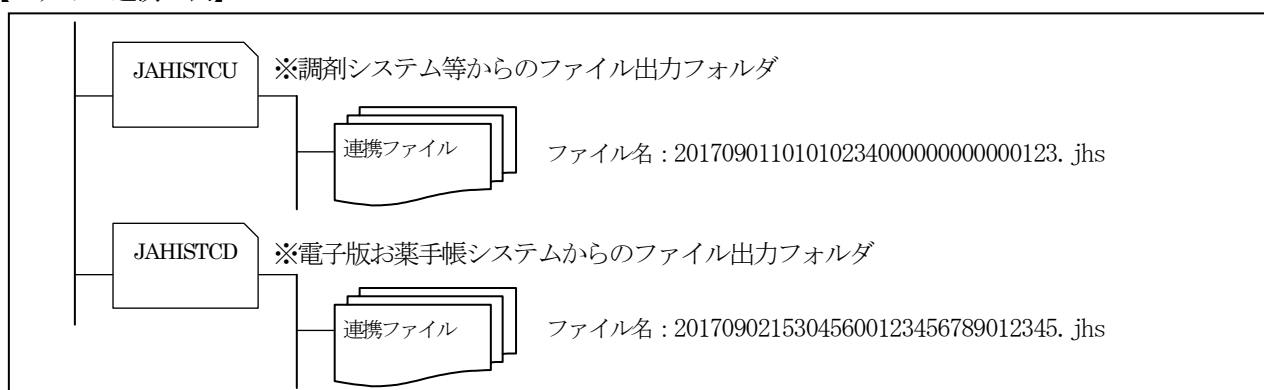 JAHISTCU ※調剤システム等からのファイル出力フォルダ
連携ファイル ファイル名：20170901101010234000000000000123.jhs
JAHISTCD ※電子版お薬手帳システムからのファイル出力フォルダ
連携ファイル ファイル名：20170902153045600123456789012345.jhs